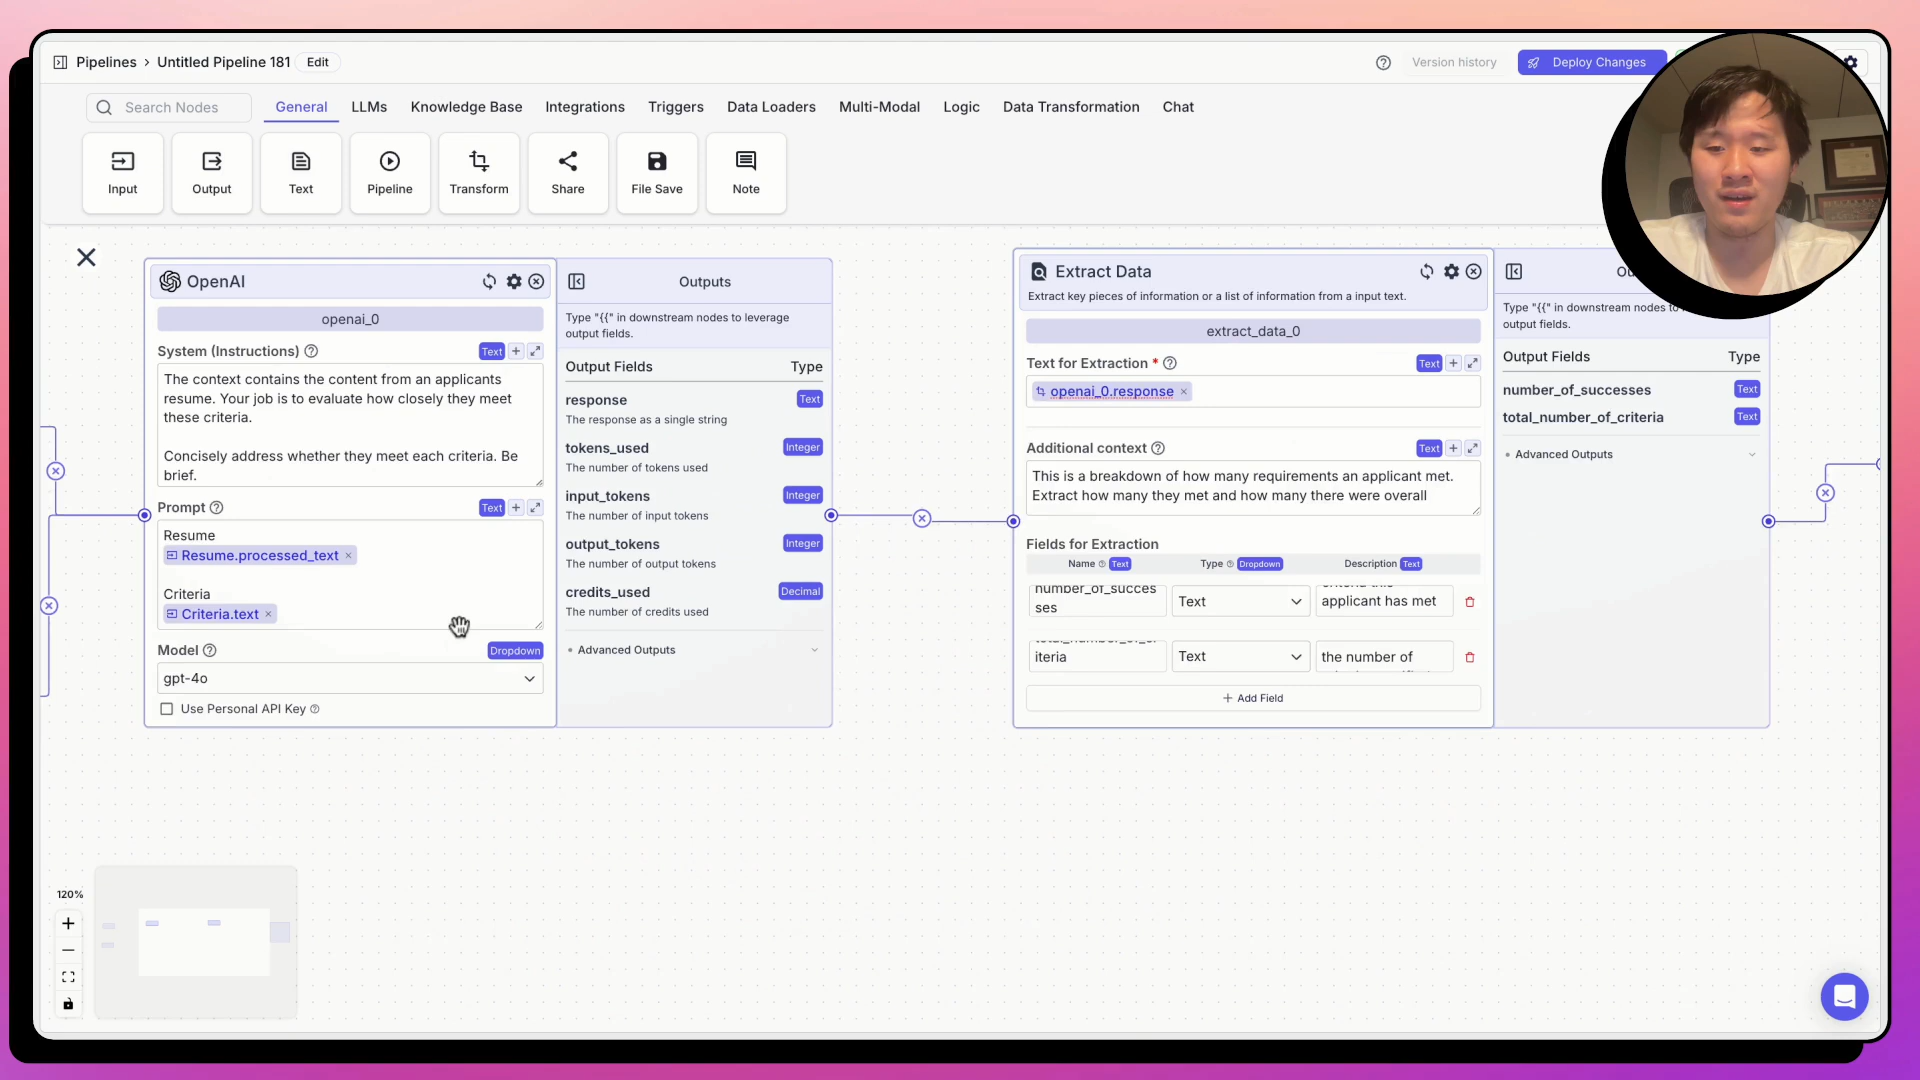 Pipelines › Untitled Pipeline 181 Edit
Version history
Deploy Changes
Search Nodes
General LLMs Knowledge Base Integrations Triggers Data Loaders Multi-Modal Logic Data Transformation Chat
Input Output Text Pipeline Transform Share File Save Note
OpenAI
openai_0
System (Instructions)
Text
The context contains the content from an applicants
resume. Your job is to evaluate how closely they meet
these criteria.
Concisely address whether they meet each criteria. Be
brief.
Prompt
Text
Resume
Resume.processed_text
Criteria
Criteria.text
Model
Dropdown
gpt-4o
Use Personal API Key
Outputs
Type "{{" in downstream nodes to leverage
output fields.
Output Fields Type
response Text
The response as a single string
tokens_used Integer
The number of tokens used
input_tokens Integer
The number of input tokens
output_tokens Integer
The number of output tokens
credits_used Decimal
The number of credits used
Advanced Outputs
Extract Data
Extract key pieces of information or a list of information from a input text.
extract_data_0
Text for Extraction *
Text
openai_0.response
Additional context
Text
This is a breakdown of how many requirements an applicant met.
Extract how many they met and how many there were overall
Fields for Extraction
Name Text Type Dropdown Description Text
number_of_succes
ses
Text
applicant has met
iteria
Text
the number of
+ Add Field
Type "{{" in downstream nodes to
output fields.
Output Fields Type
number_of_successes Text
total_number_of_criteria Text
Advanced Outputs
120%